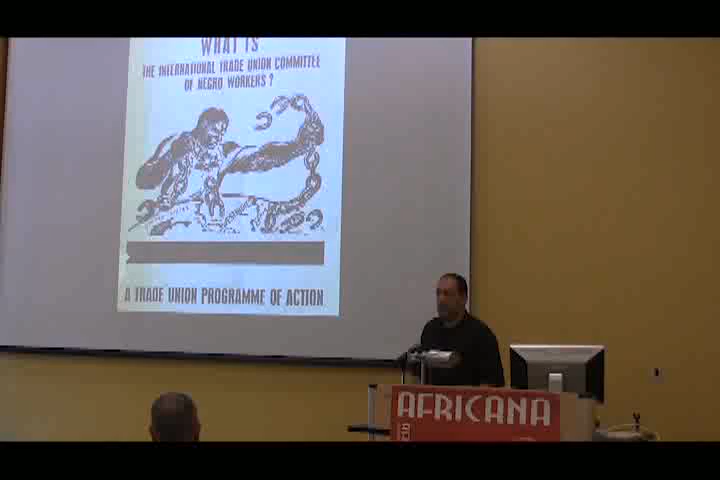 WHAT IS
THE INTERNATIONAL TRADE UNION COMMITTEE
OF NEGRO WORKERS?
A TRADE UNION PROGRAMME OF ACTION
AFRICANA